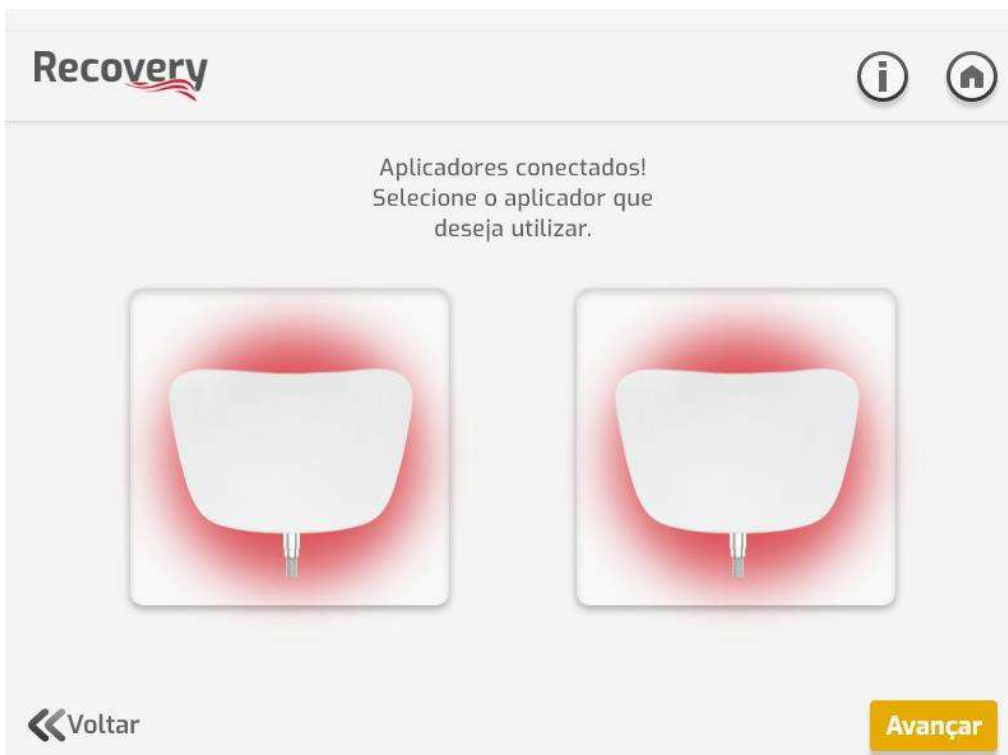 Recovery
Aplicadores conectados!
Selecione o aplicador que
deseja utilizar.
Voltar
Avançar